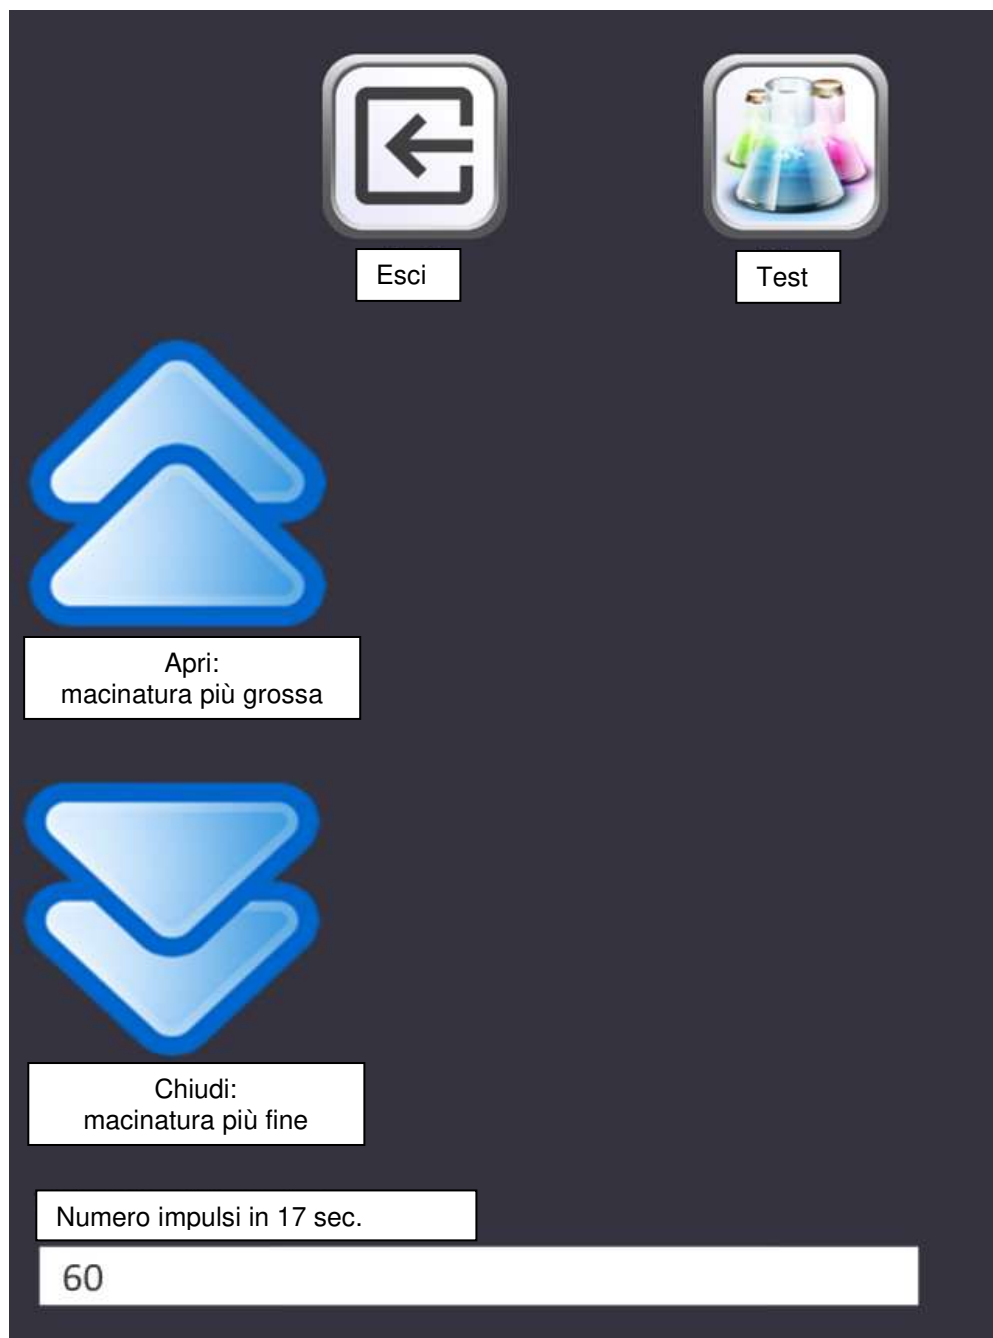 Esci
Test
Apri:
macinatura più grossa
Chiudi:
macinatura più fine
Numero impulsi in 17 sec.
60